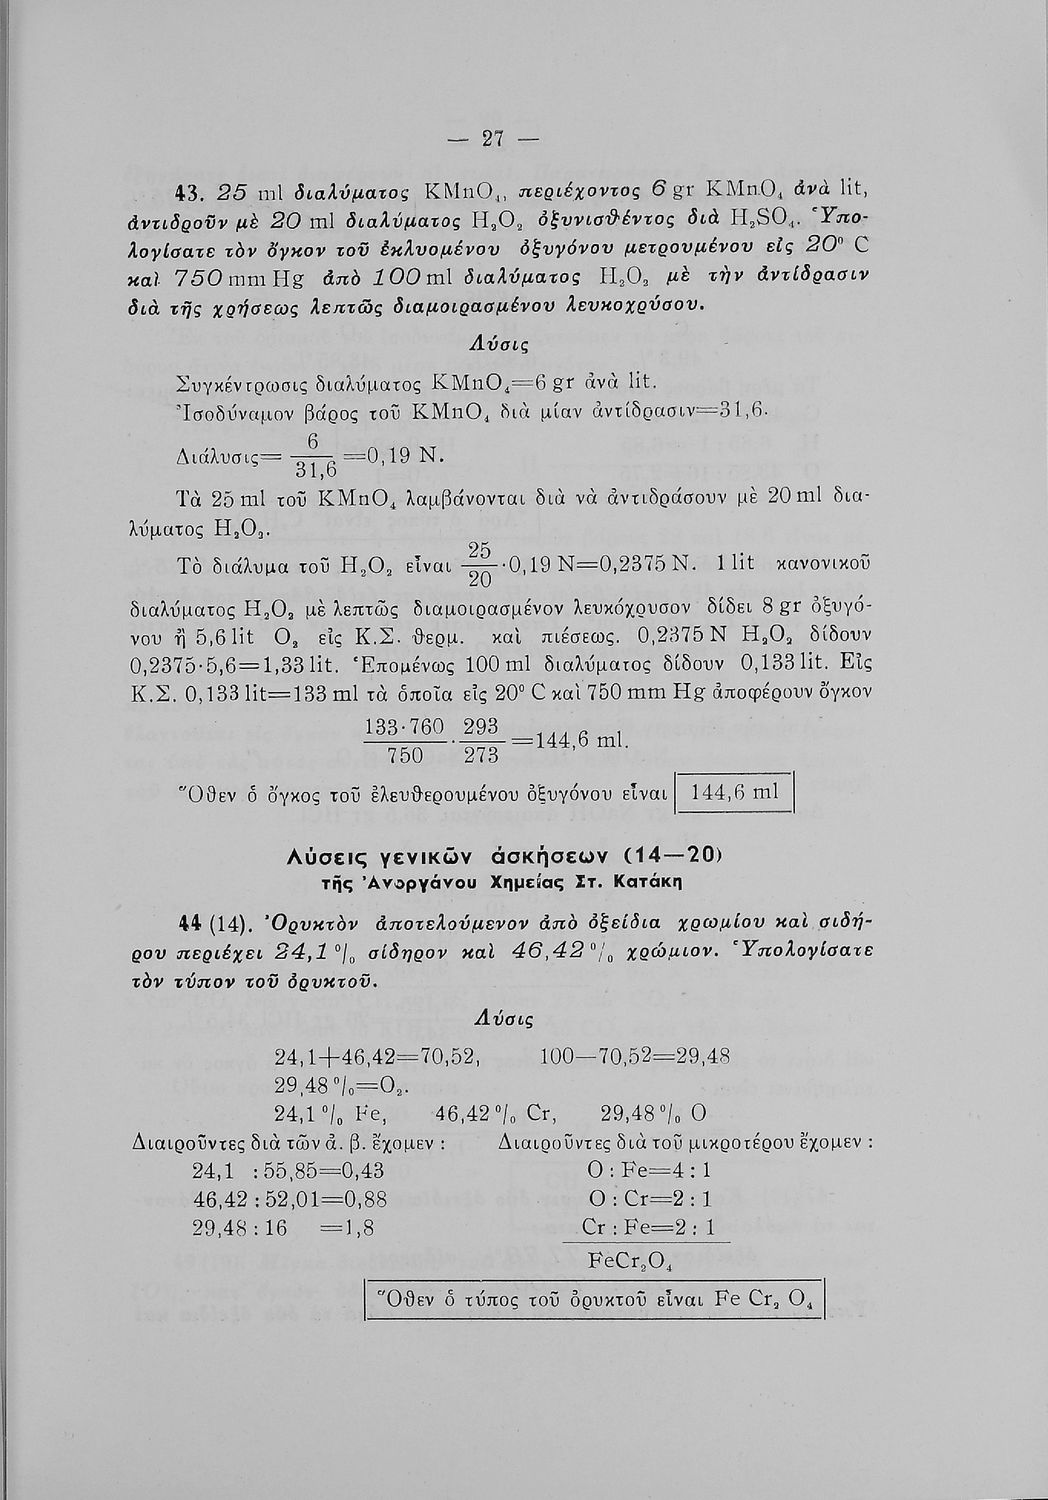 — 27 —
43. 25 ml διαλύματος KMnO₄, περιέχοντος 6 gr KMnO₄ ἀνὰ lit,
ἀντιδροῦν μὲ 20 ml διαλύματος H₂O₂ ὀξυνισθέντος διὰ H₂SO₄. Ὑπο-
λογίσατε τὸν ὄγκον τοῦ ἐκλυομένου ὀξυγόνου μετρουμένου εἰς 20° C
καὶ 750 mm Hg ἀπὸ 100 ml διαλύματος H₂O₂ μὲ τὴν ἀντίδρασιν
διὰ τῆς χρήσεως λεπτῶς διαμοιρασμένου λευκοχρύσου.
Λύσις
Συγκέντρωσις διαλύματος KMnO₄=6 gr ἀνὰ lit.
Ἰσοδύναμον βάρος τοῦ KMnO₄ διὰ μίαν ἀντίδρασιν=31,6.
Διάλυσις= 6/31,6 =0,19 N.
Τὰ 25 ml τοῦ KMnO₄ λαμβάνονται διὰ νὰ ἀντιδράσουν μὲ 20 ml δια-
λύματος H₂O₂.
Τὸ διάλυμα τοῦ H₂O₂ εἶναι 25/20 ·0,19 N=0,2375 N. 1 lit κανονικοῦ
διαλύματος H₂O₂ μὲ λεπτῶς διαμοιρασμένον λευκόχρυσον δίδει 8 gr ὀξυγό-
νου ἢ 5,6 lit O₂ εἰς Κ.Σ. θερμ. καὶ πιέσεως. 0,2375 N H₂O₂ δίδουν
0,2375·5,6=1,33 lit. Ἑπομένως 100 ml διαλύματος δίδουν 0,133 lit. Εἰς
Κ.Σ. 0,133 lit=133 ml τὰ ὁποῖα εἰς 20° C καὶ 750 mm Hg ἀποφέρουν ὄγκον
133·760/750 · 293/273 =144,6 ml.
Ὅθεν ὁ ὄγκος τοῦ ἐλευθερουμένου ὀξυγόνου εἶναι 144,6 ml
Λύσεις γενικῶν ἀσκήσεων (14—20)
τῆς Ἀνοργάνου Χημείας Στ. Κατάκη
44 (14). Ὀρυκτὸν ἀποτελούμενον ἀπὸ ὀξείδια χρωμίου καὶ σιδή-
ρου περιέχει 24,1 % σίδηρον καὶ 46,42 % χρώμιον. Ὑπολογίσατε
τὸν τύπον τοῦ ὀρυκτοῦ.
Λύσις
24,1+46,42=70,52, 100—70,52=29,48
29,48 %=O₂.
24,1 % Fe, 46,42 % Cr, 29,48 % O
Διαιροῦντες διὰ τῶν ἀ. β. ἔχομεν : Διαιροῦντες διὰ τοῦ μικροτέρου ἔχομεν :
24,1 : 55,85=0,43 O : Fe=4 : 1
46,42 : 52,01=0,88 O : Cr=2 : 1
29,48 : 16 =1,8 Cr : Fe=2 : 1
FeCr₂O₄
Ὅθεν ὁ τύπος τοῦ ὀρυκτοῦ εἶναι Fe Cr₂ O₄